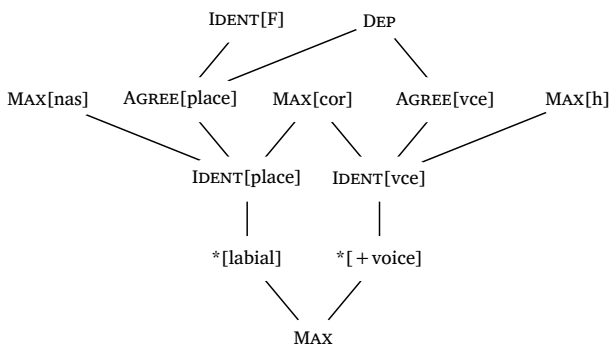 IDENT[F] DEP
MAX[nas] AGREE[place] MAX[cor] AGREE[vce] MAX[h]
IDENT[place] IDENT[vce]
*[labial] *[+voice]
MAX